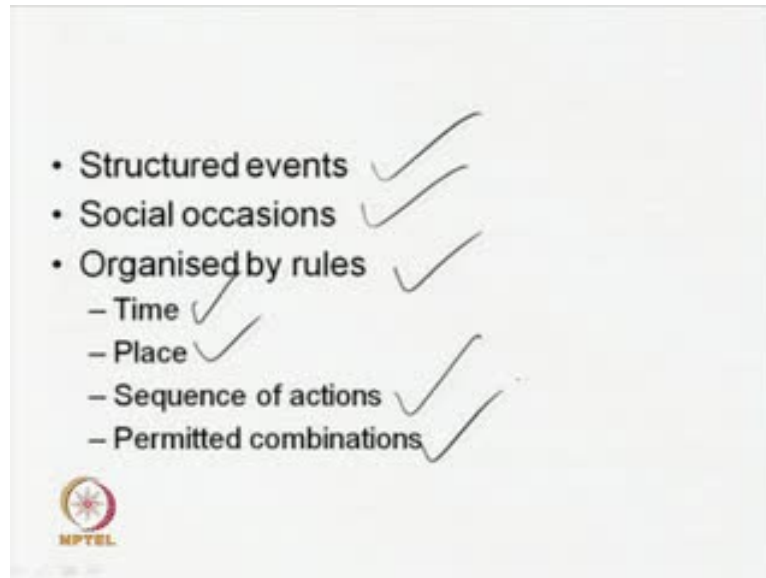 • Structured events
• Social occasions
• Organised by rules
– Time
– Place
– Sequence of actions
– Permitted combinations
NPTEL